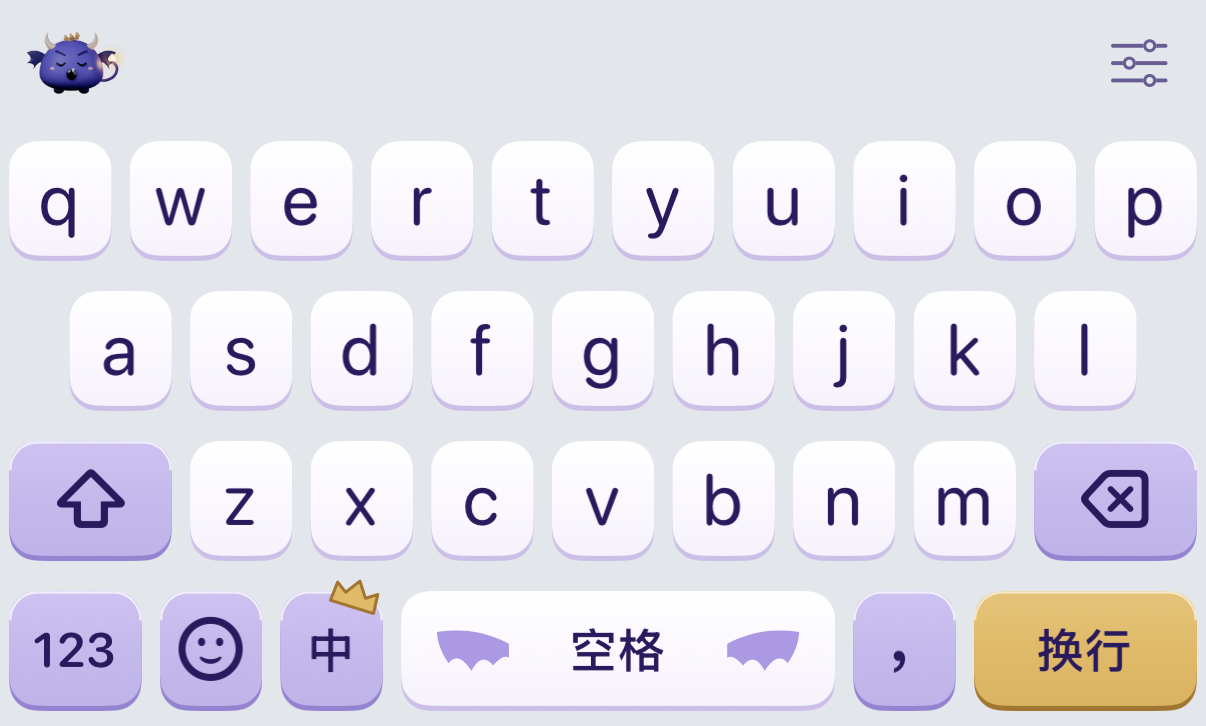 q w e r t y u i o p
a s d f g h j k l
z x c v b n m
123 中 空格 ， 换行